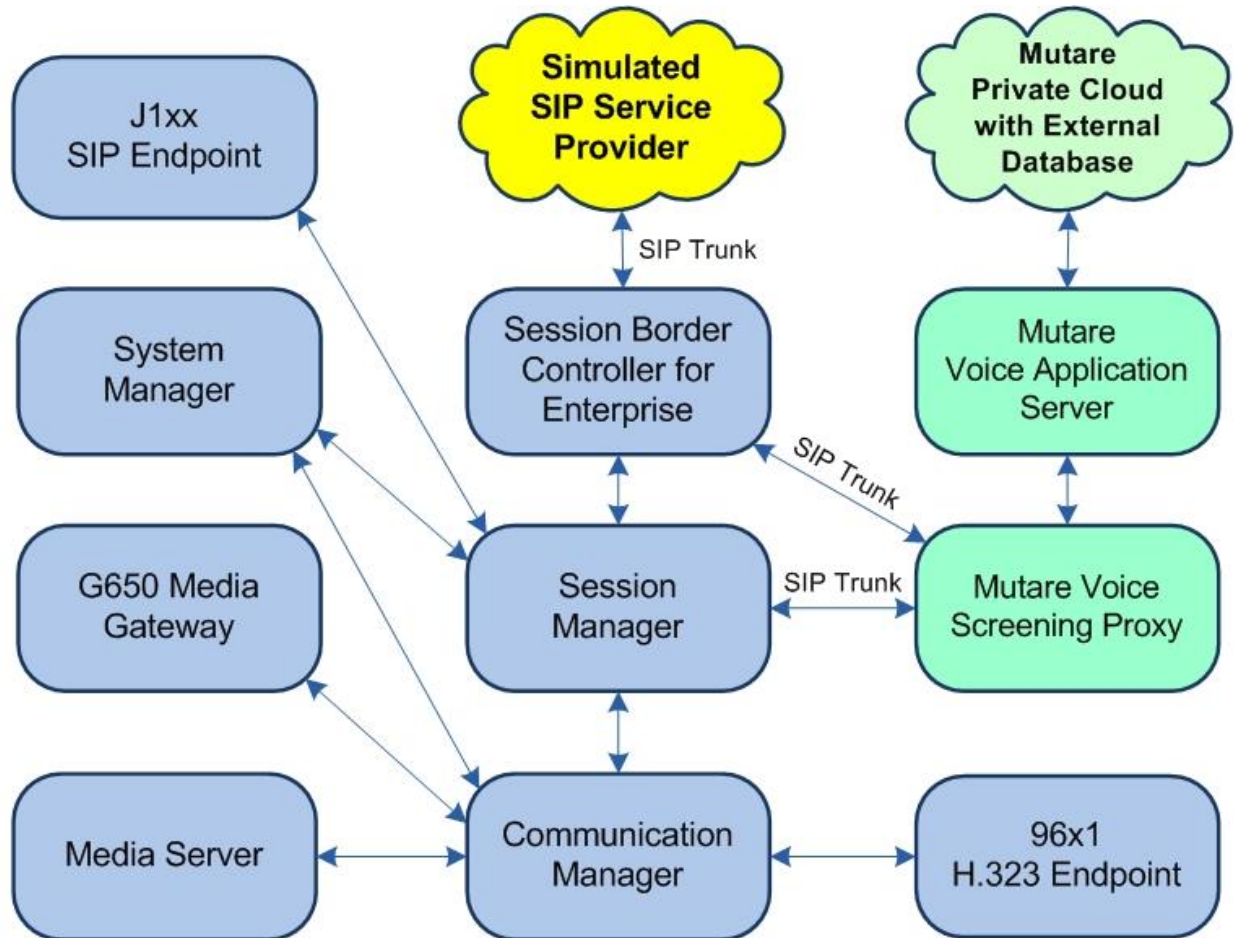 J1xx
SIP Endpoint
Simulated
SIP Service
Provider
Mutare
Private Cloud
with External
Database
SIP Trunk
System
Manager
Session Border
Controller for
Enterprise
Mutare
Voice Application
Server
SIP Trunk
G650 Media
Gateway
Session
Manager
SIP Trunk
Mutare Voice
Screening Proxy
Media Server
Communication
Manager
96x1
H.323 Endpoint